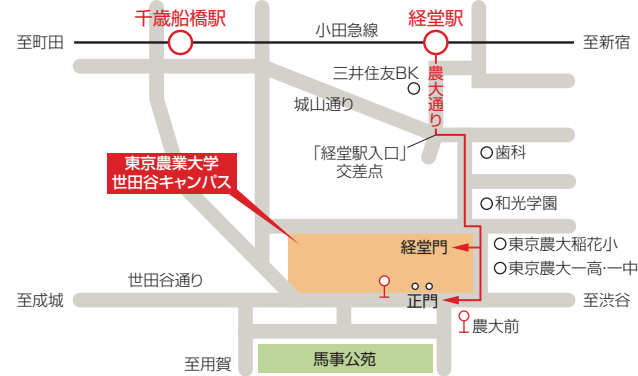 千歳船橋駅
経堂駅
小田急線
至町田
至新宿
三井住友BK
農大通り
城山通り
「経堂駅入口」
交差点
歯科
東京農業大学
世田谷キャンパス
和光学園
経堂門
東京農大稲花小
東京農大一高・一中
世田谷通り
至成城
正門
至渋谷
農大前
至用賀
馬事公苑